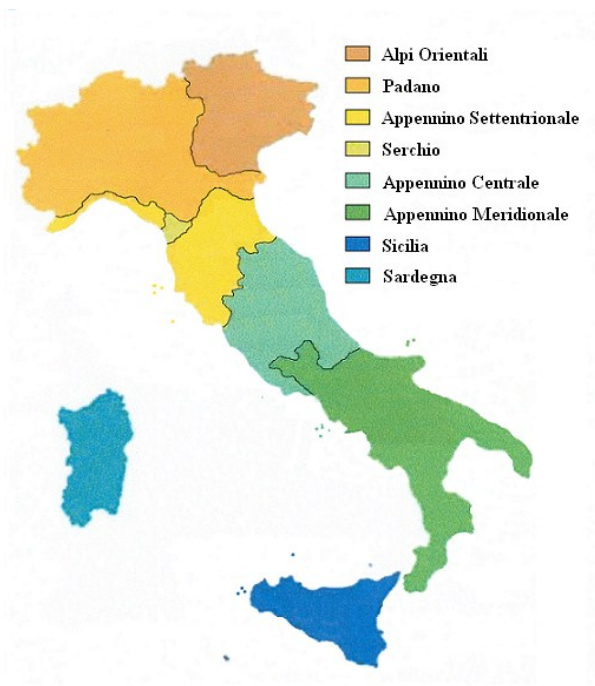 Alpi Orientali
Padano
Appennino Settentrionale
Serchio
Appennino Centrale
Appennino Meridionale
Sicilia
Sardegna